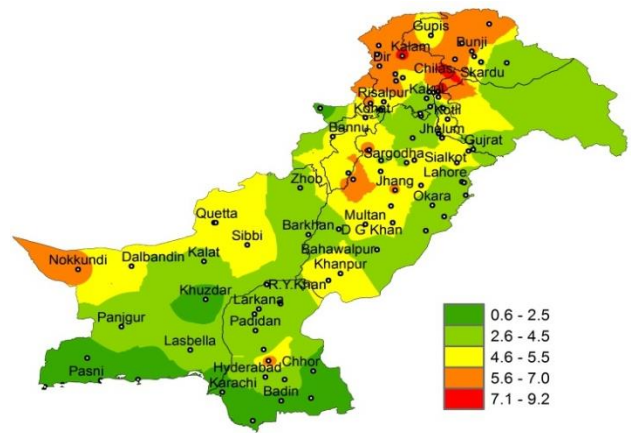 Gupis
Kalam
Bunji
Dir
Chilas
Skardu
Risalpur
Kakul
Kohat
Kotli
Bannu
Jhelum
Gujrat
Sargodha
Sialkot
Zhob
Jhang
Lahore
Okara
Quetta
Multan
Barkhan
D G Khan
Sibbi
Bahawalpur
Nokkundi
Dalbandin
Kalat
Khanpur
R.Y.Khan
Khuzdar
Larkana
Panjgur
Padidan
Lasbella
Pasni
Hyderabad
Chhor
Karachi
Badin
0.6 - 2.5
2.6 - 4.5
4.6 - 5.5
5.6 - 7.0
7.1 - 9.2